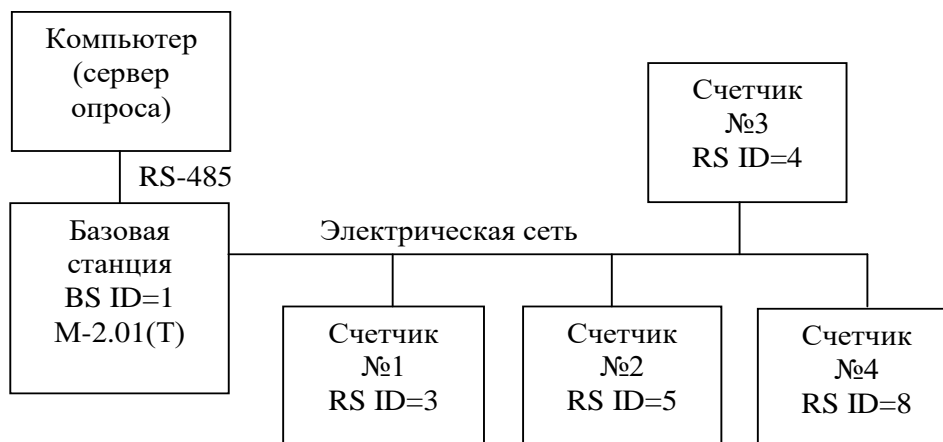 Компьютер
(сервер
опроса)
RS-485
Базовая
станция
BS ID=1
M-2.01(T)
Электрическая сеть
Счетчик
№3
RS ID=4
Счетчик
№1
RS ID=3
Счетчик
№2
RS ID=5
Счетчик
№4
RS ID=8